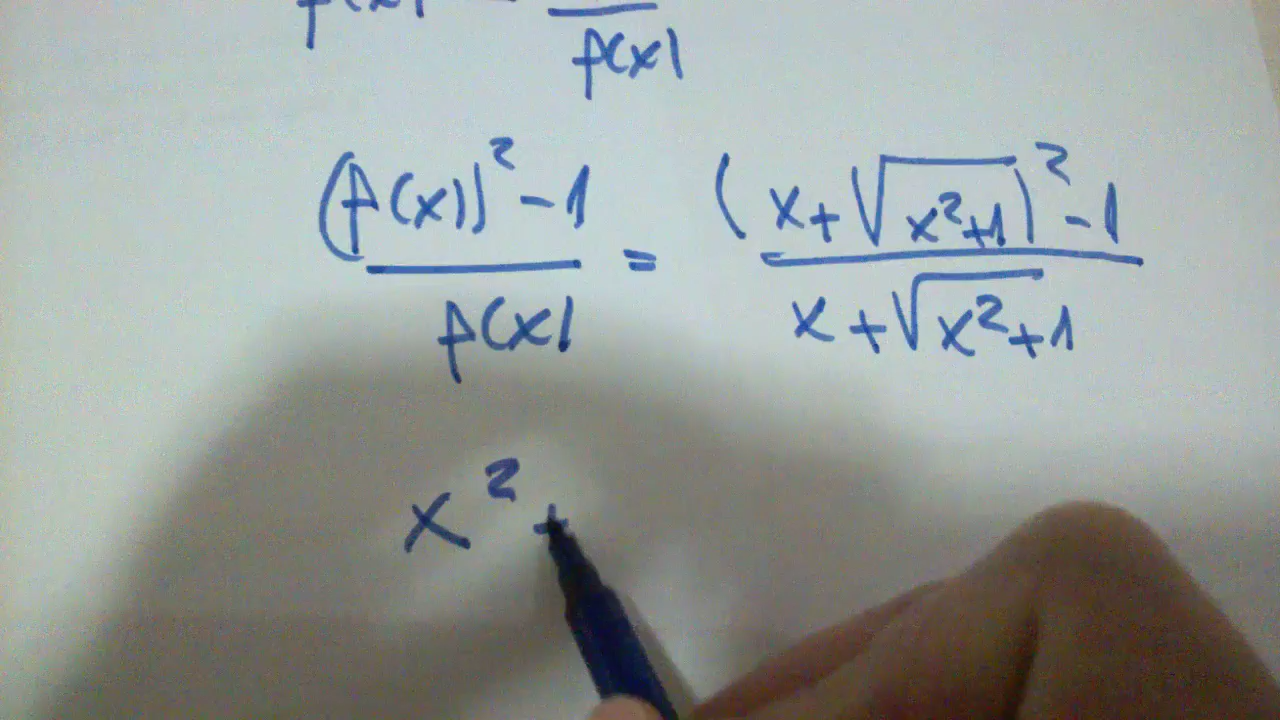 f(x) - —/f(x)
((f(x))² - 1)/f(x) = ((x+√(x²+1))² - 1)/(x+√(x²+1))
x² +